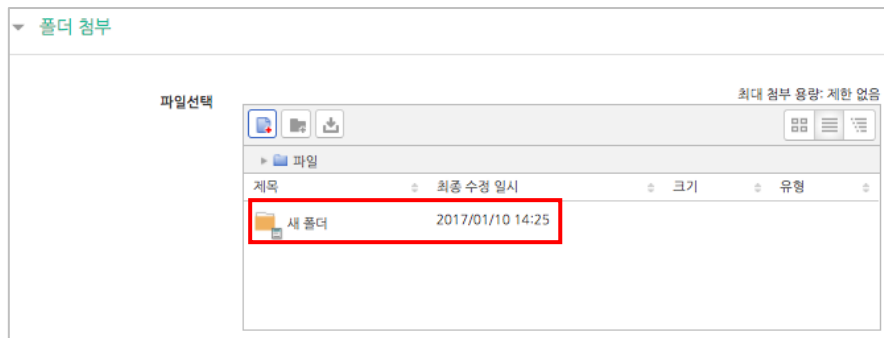 폴더 첨부
최대 첨부 용량: 제한 없음
파일선택
파일
제목 최종 수정 일시 크기 유형
새 폴더 2017/01/10 14:25